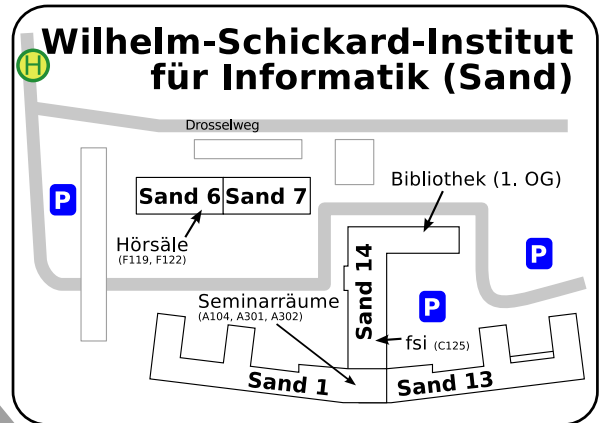 Wilhelm-Schickard-Institut
für Informatik (Sand)
H
Drosselweg
P
Sand 6
Sand 7
Bibliothek (1. OG)
Hörsäle
(F119, F122)
Sand 14
P
Seminarräume
(A104, A301, A302)
P
fsi (C125)
Sand 1
Sand 13